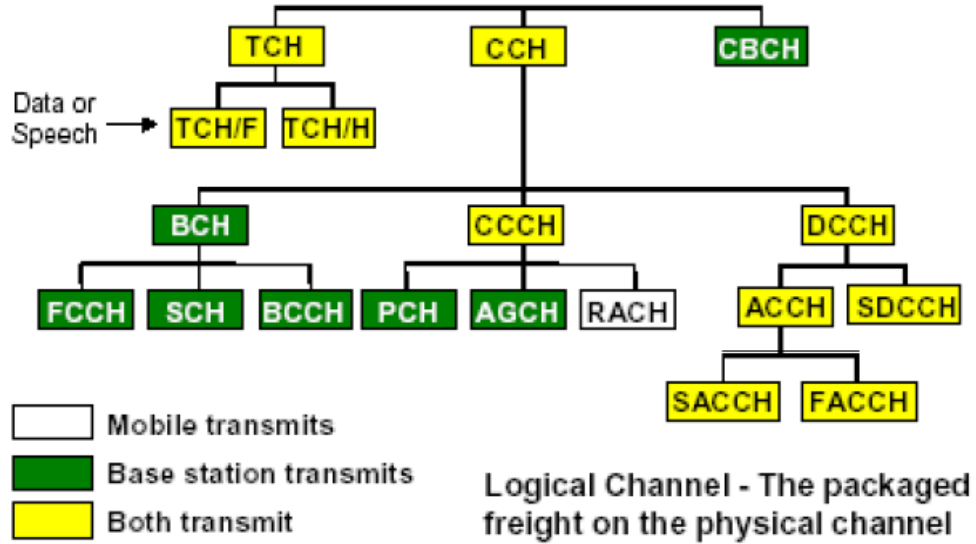 TCH
CCH
CBCH
Data or
Speech
TCH/F
TCH/H
BCH
CCCH
DCCH
FCCH
SCH
BCCH
PCH
AGCH
RACH
ACCH
SDCCH
SACCH
FACCH
Mobile transmits
Base station transmits
Both transmit
Logical Channel - The packaged
freight on the physical channel